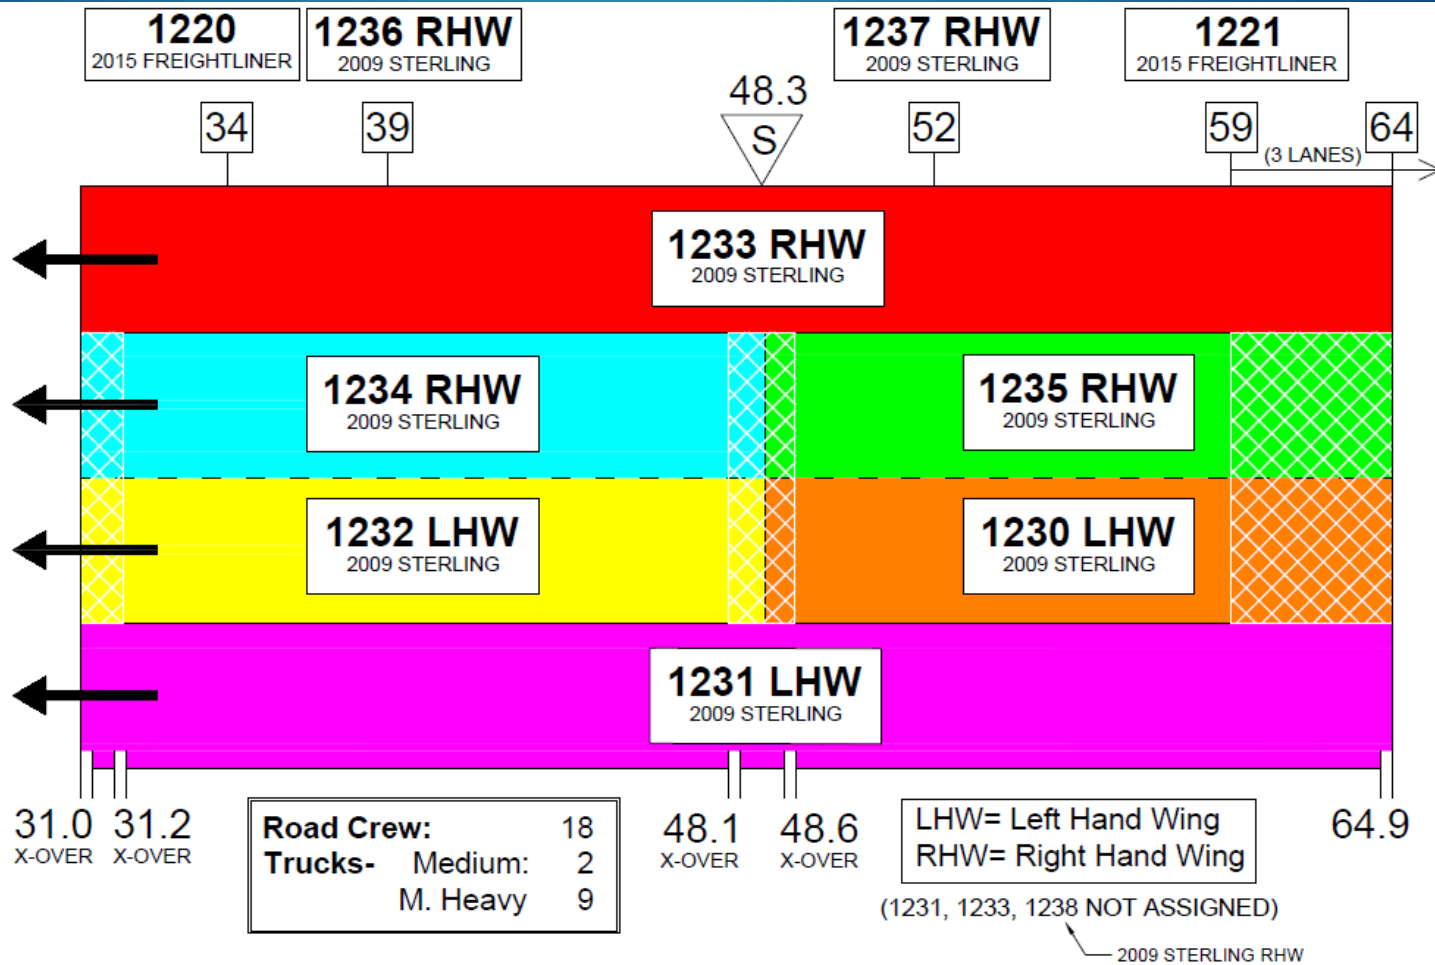 1220
2015 FREIGHTLINER
1236 RHW
2009 STERLING
1237 RHW
2009 STERLING
1221
2015 FREIGHTLINER
48.3
S
34
39
52
59
64
(3 LANES)
1233 RHW
2009 STERLING
1234 RHW
2009 STERLING
1235 RHW
2009 STERLING
1232 LHW
2009 STERLING
1230 LHW
2009 STERLING
1231 LHW
2009 STERLING
31.0
X-OVER
31.2
X-OVER
Road Crew: 18
Trucks- Medium: 2
M. Heavy 9
48.1
X-OVER
48.6
X-OVER
LHW= Left Hand Wing
RHW= Right Hand Wing
64.9
(1231, 1233, 1238 NOT ASSIGNED)
2009 STERLING RHW